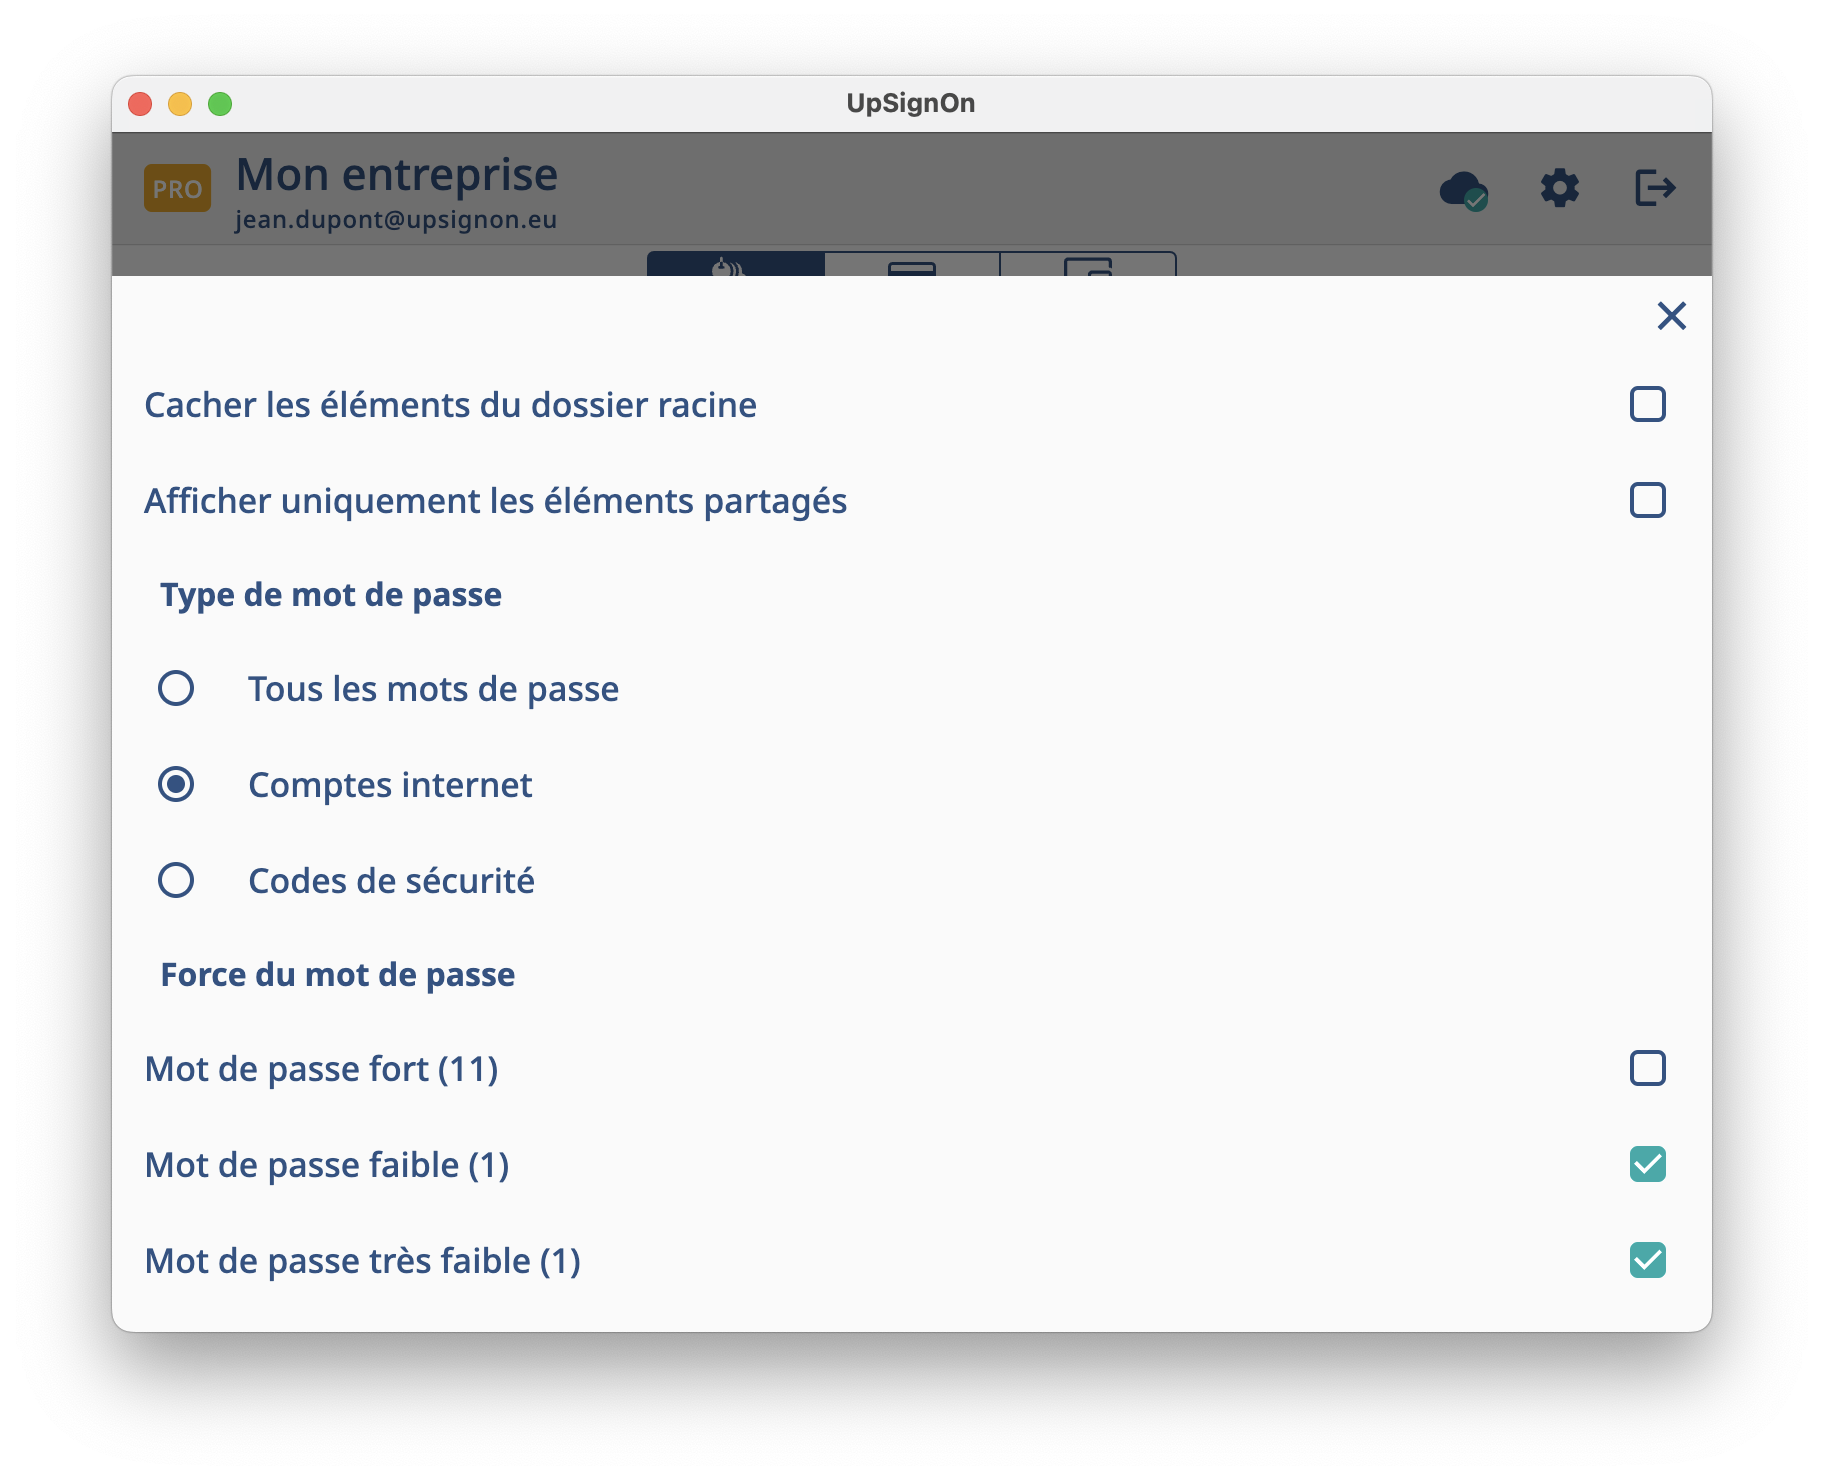 UpSignOn
PRO
Mon entreprise
jean.dupont@upsignon.eu
Cacher les éléments du dossier racine
Afficher uniquement les éléments partagés
Type de mot de passe
Tous les mots de passe
Comptes internet
Codes de sécurité
Force du mot de passe
Mot de passe fort (11)
Mot de passe faible (1)
Mot de passe très faible (1)